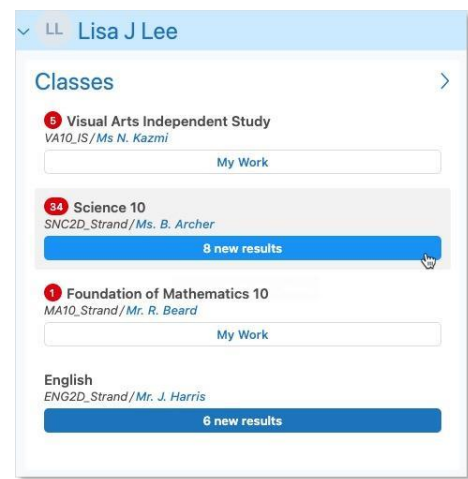 LL Lisa J Lee
Classes
5 Visual Arts Independent Study
VA10_IS/Ms N. Kazmi
My Work
34 Science 10
SNC2D_Strand/Ms. B. Archer
8 new results
1 Foundation of Mathematics 10
MA10_Strand/Mr. R. Beard
My Work
English
ENG2D_Strand/Mr. J. Harris
6 new results